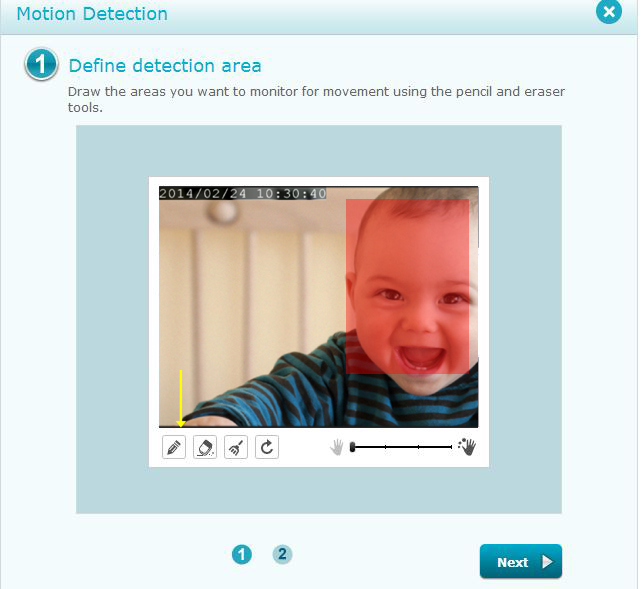 Motion Detection
1 Define detection area
Draw the areas you want to monitor for movement using the pencil and eraser
tools.
2014/02/24 10:30:40
1 2
Next